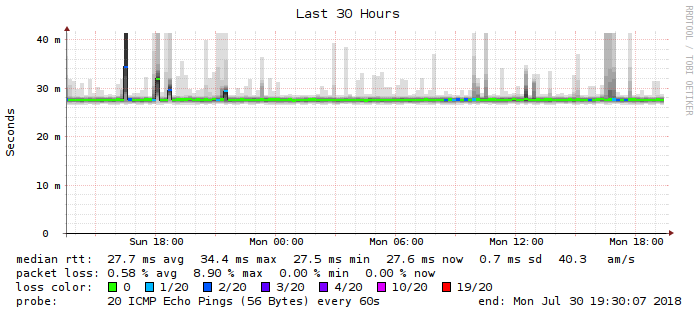 Last 30 Hours
RRDTOOL / TOBI OETIKER
Seconds
40 m
30 m
20 m
10 m
0
Sun 18:00 Mon 00:00 Mon 06:00 Mon 12:00 Mon 18:00
median rtt: 27.7 ms avg 34.4 ms max 27.5 ms min 27.6 ms now 0.7 ms sd 40.3 am/s
packet loss: 0.58 % avg 8.90 % max 0.00 % min 0.00 % now
loss color: 0 1/20 2/20 3/20 4/20 10/20 19/20
probe: 20 ICMP Echo Pings (56 Bytes) every 60s end: Mon Jul 30 19:30:07 2018